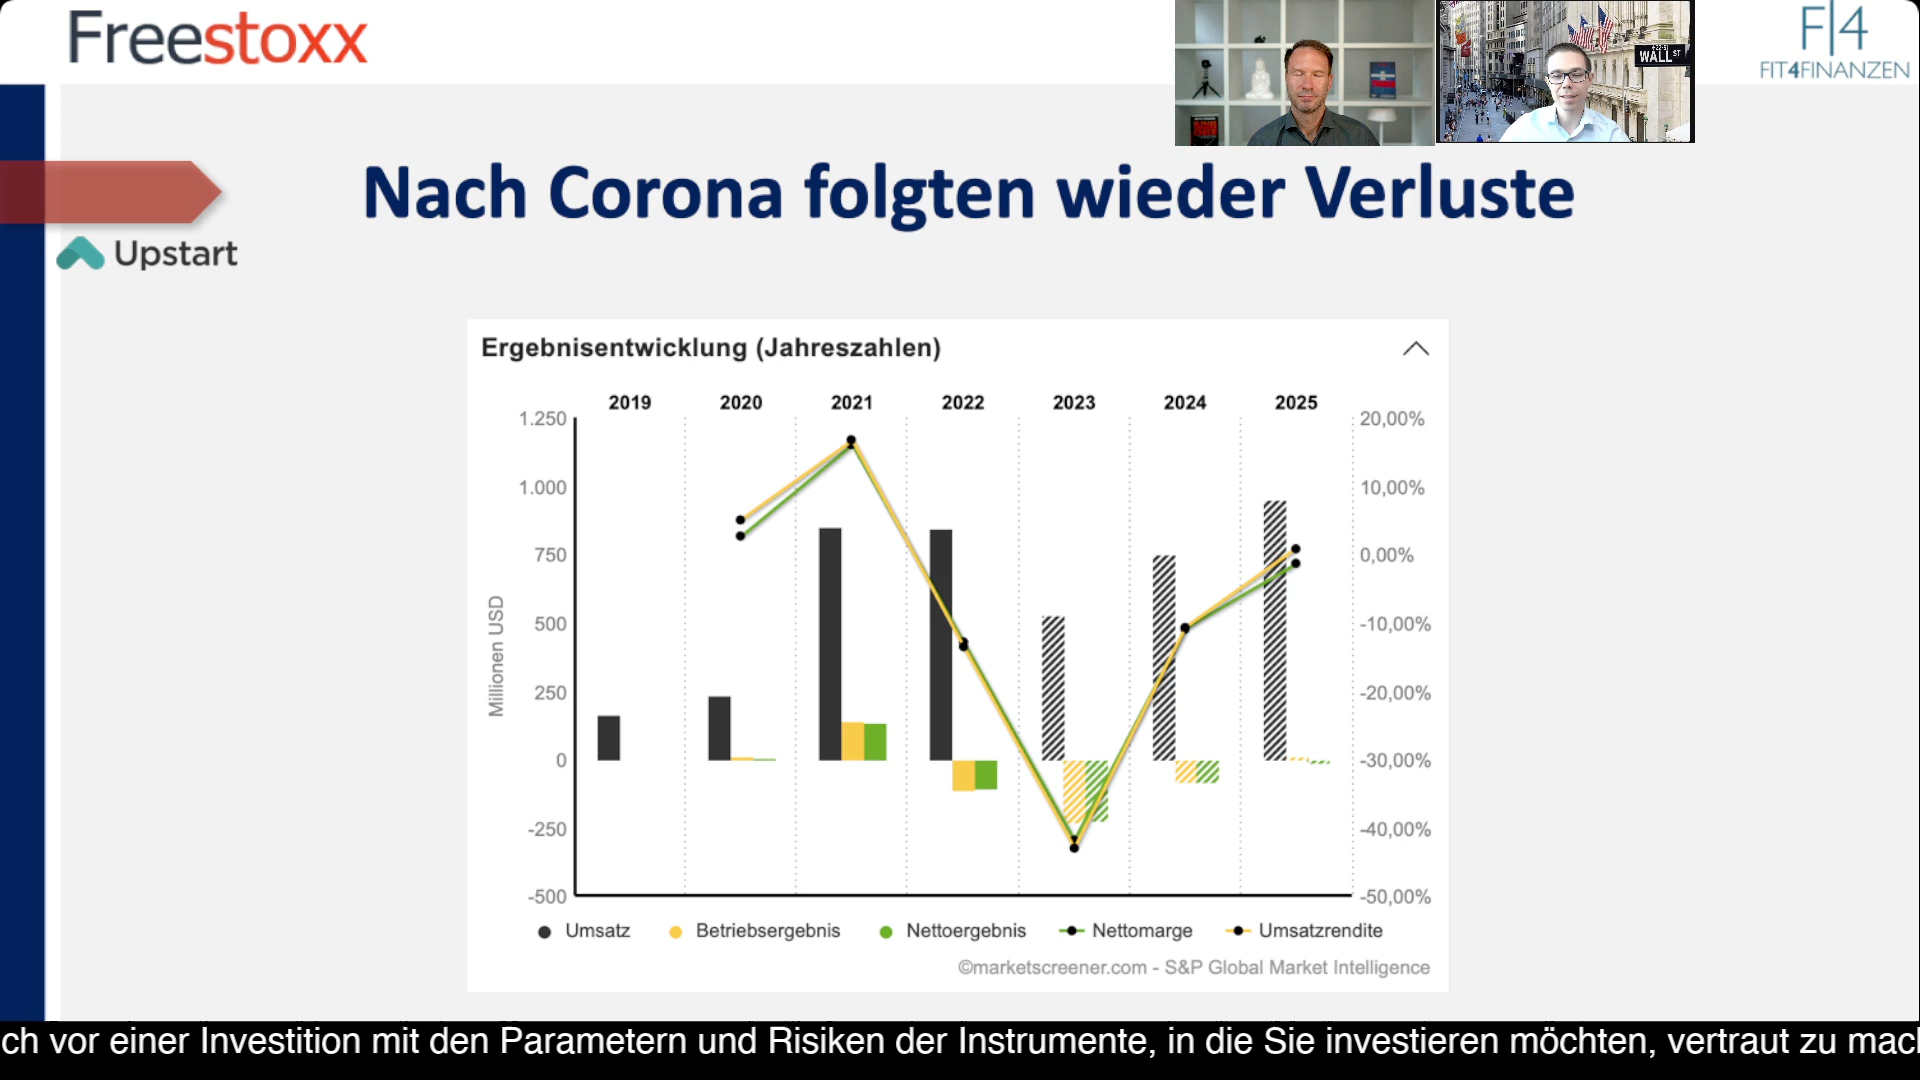 Freestoxx
WALL ST
F|4
FIT4FINANZEN
Nach Corona folgten wieder Verluste
Upstart
Ergebnisentwicklung (Jahreszahlen)
2019 2020 2021 2022 2023 2024 2025
1.250 20,00%
1.000 10,00%
750 0,00%
500 -10,00%
250 -20,00%
0 -30,00%
-250 -40,00%
-500 -50,00%
Millionen USD
Umsatz Betriebsergebnis Nettoergebnis Nettomarge Umsatzrendite
©marketscreener.com - S&P Global Market Intelligence
ch vor einer Investition mit den Parametern und Risiken der Instrumente, in die Sie investieren möchten, vertraut zu mach